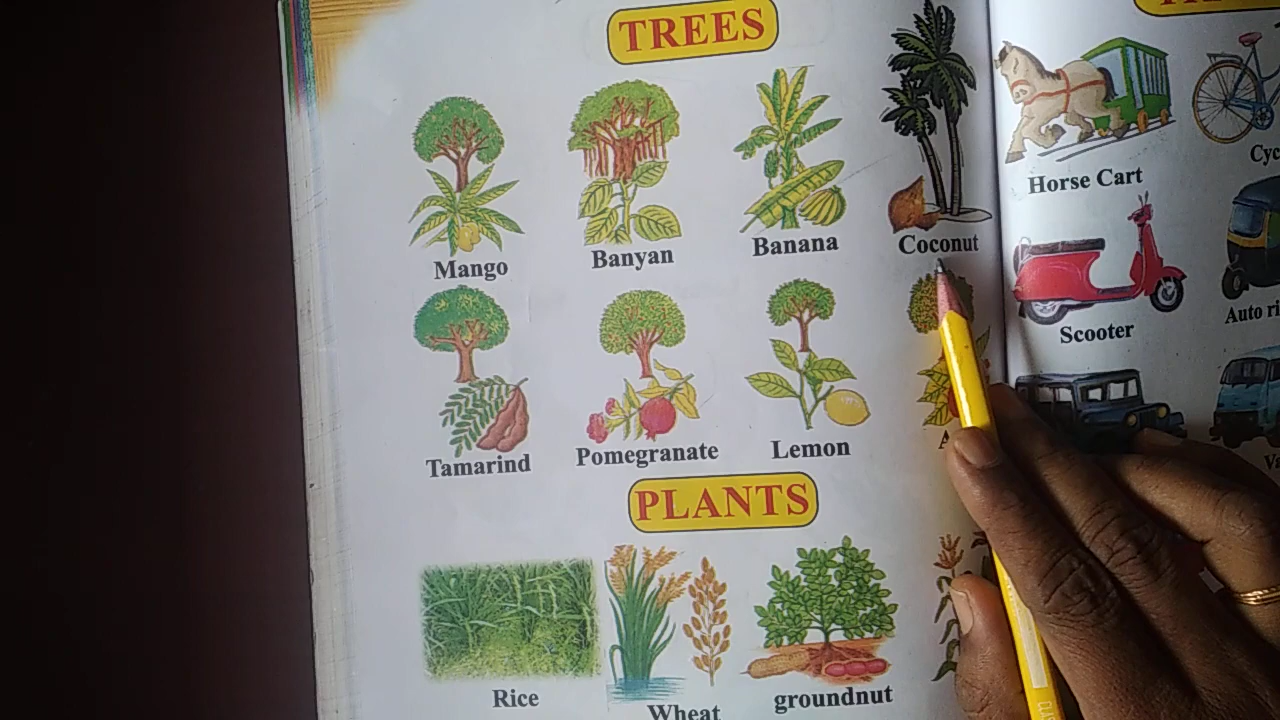 TREES
Mango
Banyan
Banana
Coconut
Tamarind
Pomegranate
Lemon
PLANTS
Rice
Wheat
groundnut
Horse Cart
Scooter